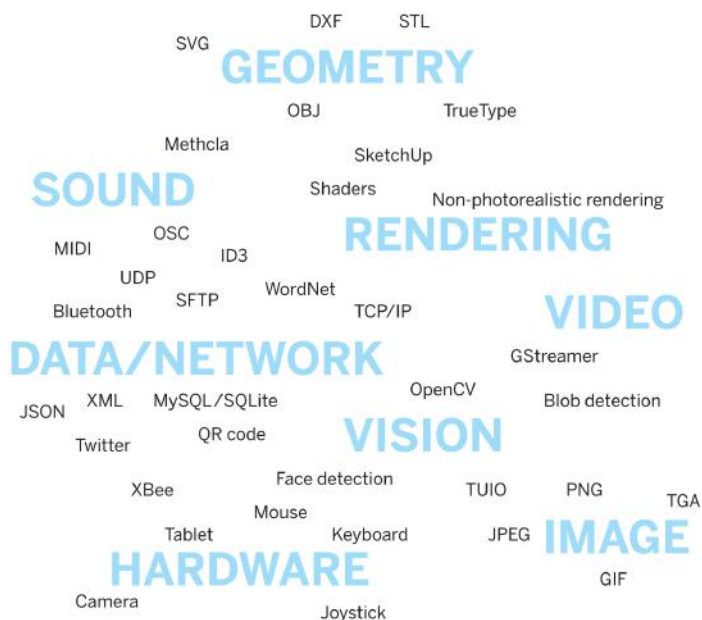 DXF
STL
SVG
GEOMETRY
OBJ
TrueType
Methcla
SketchUp
SOUND
Shaders
Non-photorealistic rendering
RENDERING
OSC
MIDI
ID3
UDP
WordNet
SFTP
Bluetooth
TCP/IP
VIDEO
DATA/NETWORK
GStreamer
OpenCV
Blob detection
XML
MySQL/SQLite
JSON
QR code
VISION
Twitter
Face detection
XBee
TUIO
PNG
TGA
Mouse
Tablet
Keyboard
JPEG
IMAGE
HARDWARE
GIF
Camera
Joystick